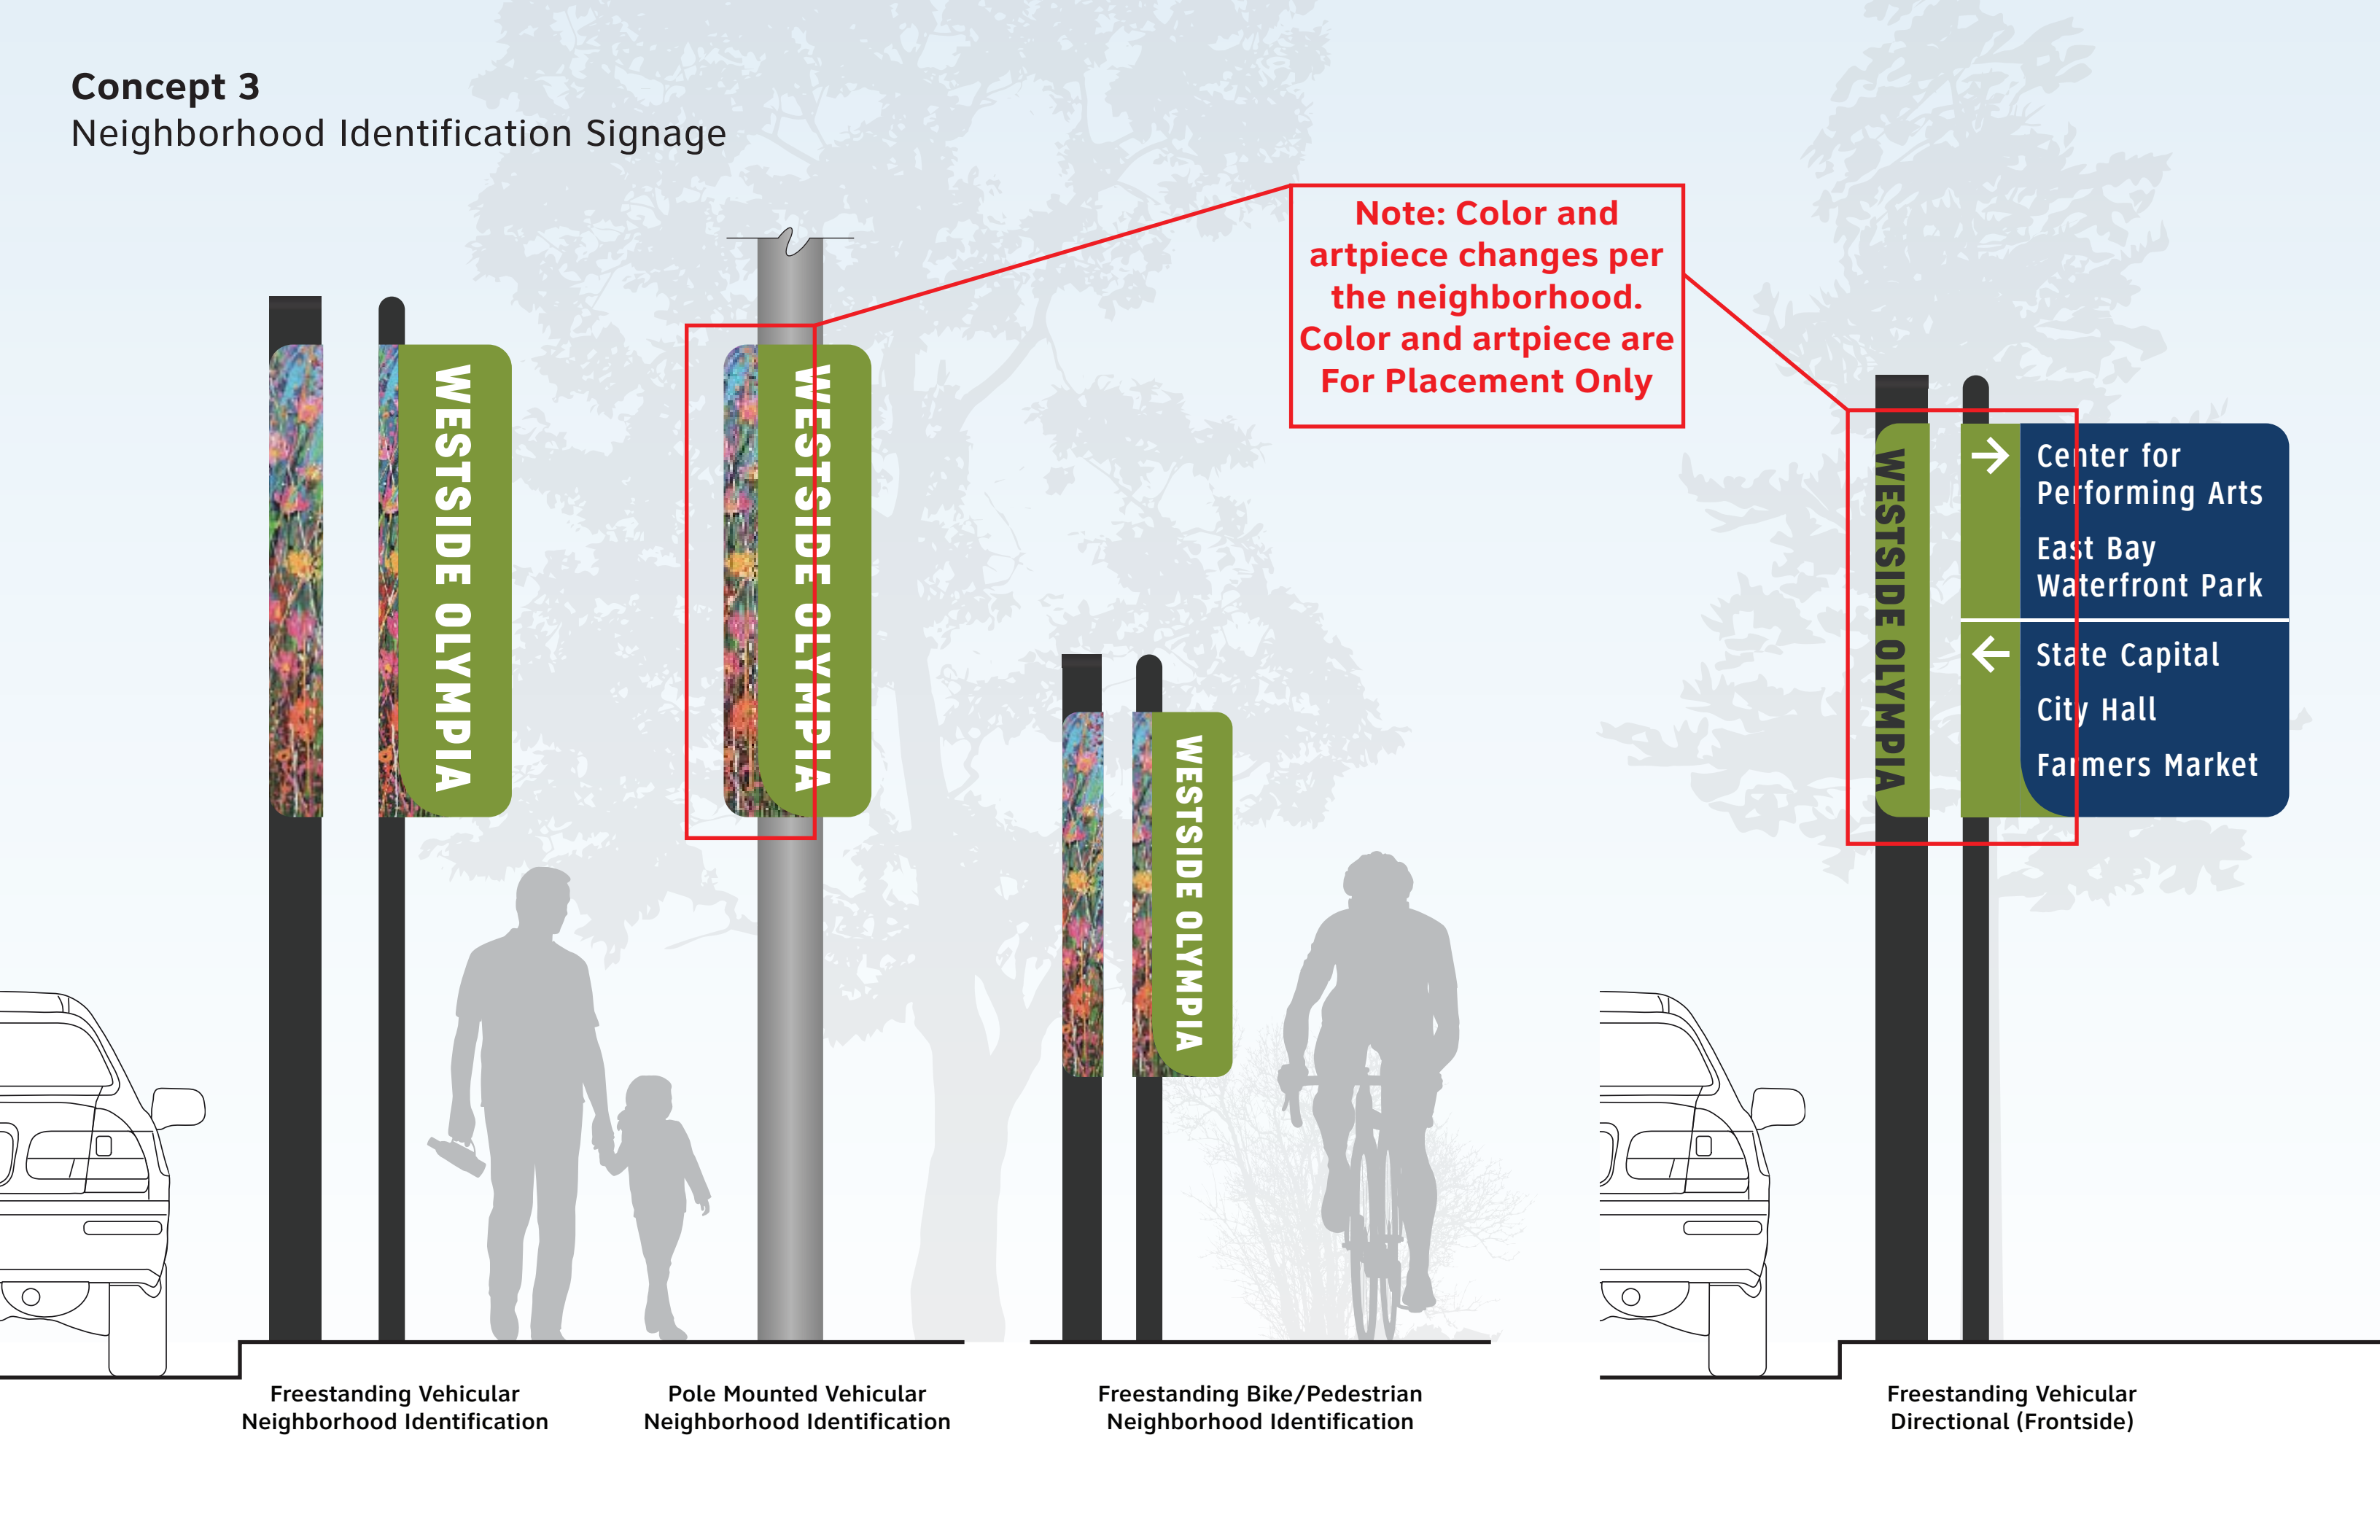 Concept 3
Neighborhood Identification Signage
Note: Color and
artpiece changes per
the neighborhood.
Color and artpiece are
For Placement Only
WESTSIDE OLYMPIA
WESTSIDE OLYMPIA
WESTSIDE OLYMPIA
WESTSIDE OLYMPIA
→ Center for
Performing Arts
East Bay
Waterfront Park
← State Capital
City Hall
Farmers Market
Freestanding Vehicular
Neighborhood Identification
Pole Mounted Vehicular
Neighborhood Identification
Freestanding Bike/Pedestrian
Neighborhood Identification
Freestanding Vehicular
Directional (Frontside)